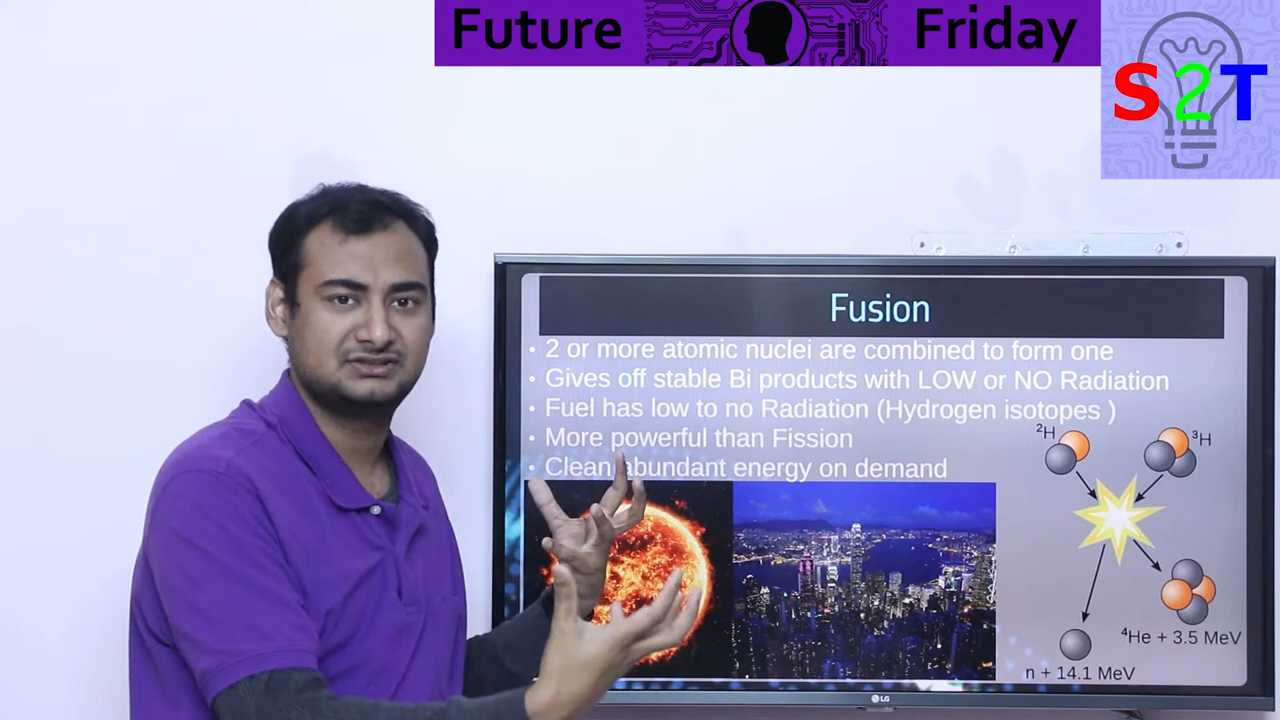 Future Friday
S2T
Fusion
• 2 or more atomic nuclei are combined to form one
• Gives off stable Bi products with LOW or NO Radiation
• Fuel has low to no Radiation (Hydrogen isotopes )
• More powerful than Fission
• Clean abundant energy on demand
²H
³H
⁴He + 3.5 MeV
n + 14.1 MeV
LG